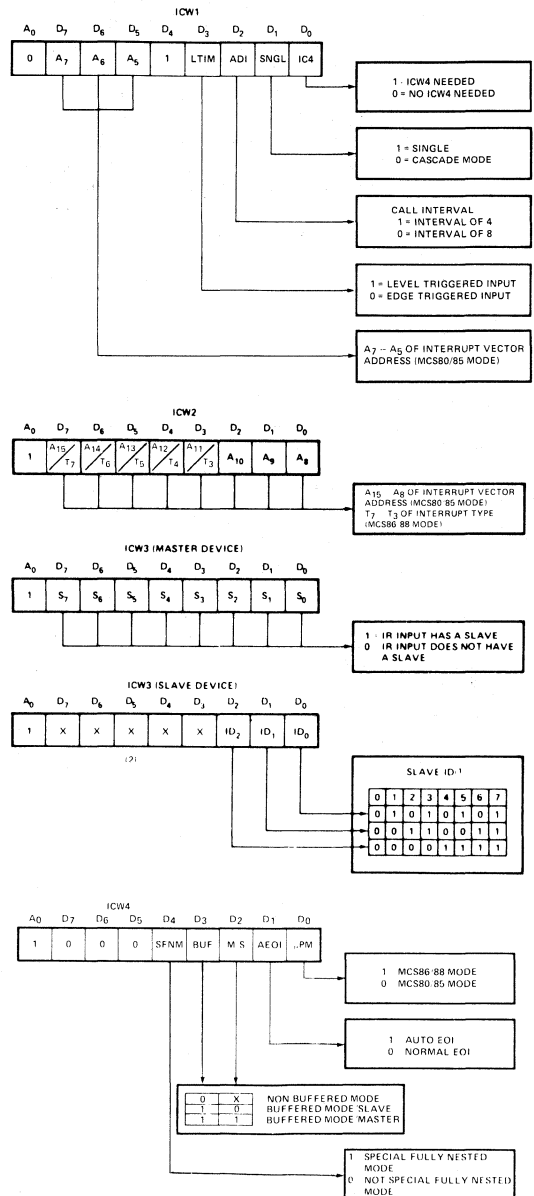 ICW1
A0 D7 D6 D5 D4 D3 D2 D1 D0
0 A7 A6 A5 1 LTIM ADI SNGL IC4
1 · ICW4 NEEDED
0 = NO ICW4 NEEDED
1 = SINGLE
0 = CASCADE MODE
CALL INTERVAL
1 = INTERVAL OF 4
0 = INTERVAL OF 8
1 = LEVEL TRIGGERED INPUT
0 = EDGE TRIGGERED INPUT
A7 – A5 OF INTERRUPT VECTOR
ADDRESS (MCS80/85 MODE)
ICW2
A0 D7 D6 D5 D4 D3 D2 D1 D0
1 A15/T7 A14/T6 A13/T5 A12/T4 A11/T3 A10 A9 A8
A15 A8 OF INTERRUPT VECTOR
ADDRESS (MCS80 85 MODE)
T7 T3 OF INTERRUPT TYPE
(MCS86 88 MODE)
ICW3 (MASTER DEVICE)
A0 D7 D6 D5 D4 D3 D2 D1 D0
1 S7 S6 S5 S4 S3 S2 S1 S0
1 · IR INPUT HAS A SLAVE
0 IR INPUT DOES NOT HAVE
A SLAVE
ICW3 (SLAVE DEVICE)
A0 D7 D6 D5 D4 D3 D2 D1 D0
1 X X X X X ID2 ID1 ID0
(2)
SLAVE ID(1
0 1 2 3 4 5 6 7
0 1 0 1 0 1 0 1
0 0 1 1 0 0 1 1
0 0 0 0 1 1 1 1
ICW4
A0 D7 D6 D5 D4 D3 D2 D1 D0
1 0 0 0 SFNM BUF M S AEOI PM
1 MCS86/88 MODE
0 MCS80/85 MODE
1 AUTO EOI
0 NORMAL EOI
0 X NON BUFFERED MODE
1 0 BUFFERED MODE/SLAVE
1 1 BUFFERED MODE/MASTER
1 SPECIAL FULLY NESTED
MODE
0 NOT SPECIAL FULLY NESTED
MODE